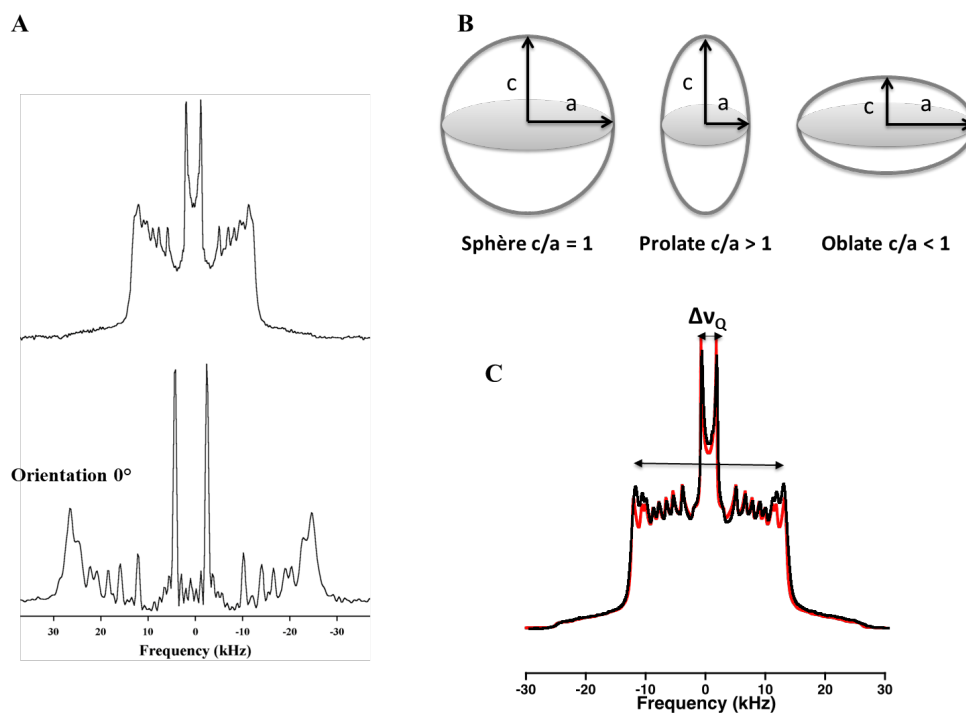 A
Orientation 0°
30 20 10 0 -10 -20 -30
Frequency (kHz)
B
c
a
c
a
c
a
Sphère c/a = 1
Prolate c/a > 1
Oblate c/a < 1
C
ΔνQ
-30 -20 -10 0 10 20 30
Frequency (kHz)